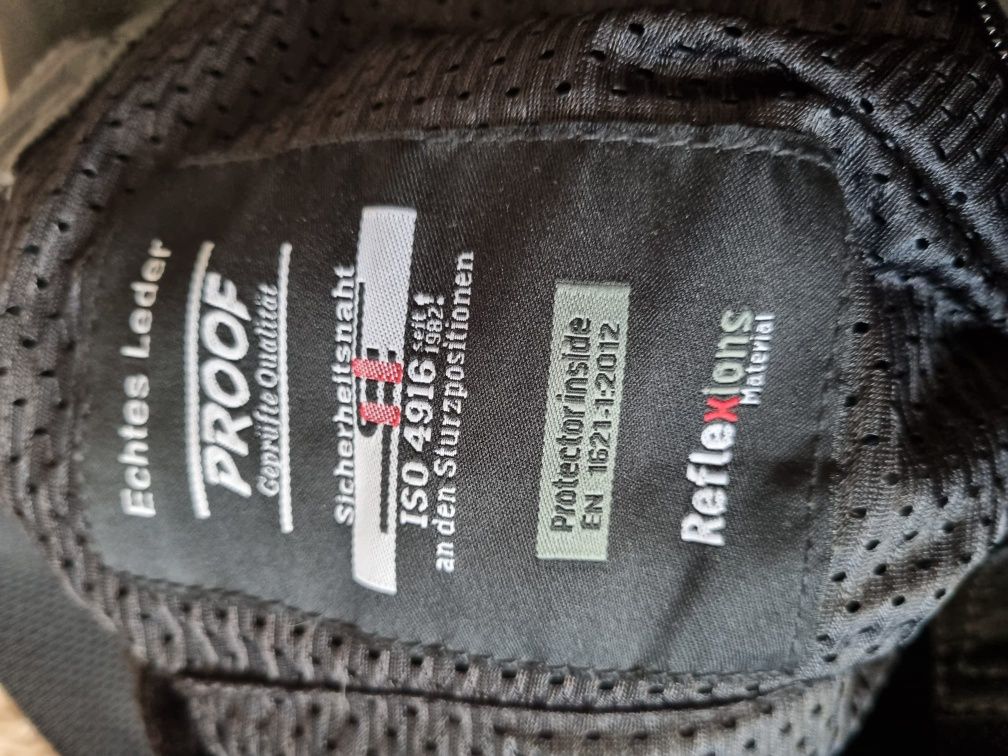 Echtes Leder
PROOF
Geprüfte Qualität
Sicherheitsnaht
ISO 4916 seit 1982!
an den Sturzpositionen
Protector inside
EN 1621-1:2012
Reflexions
Material